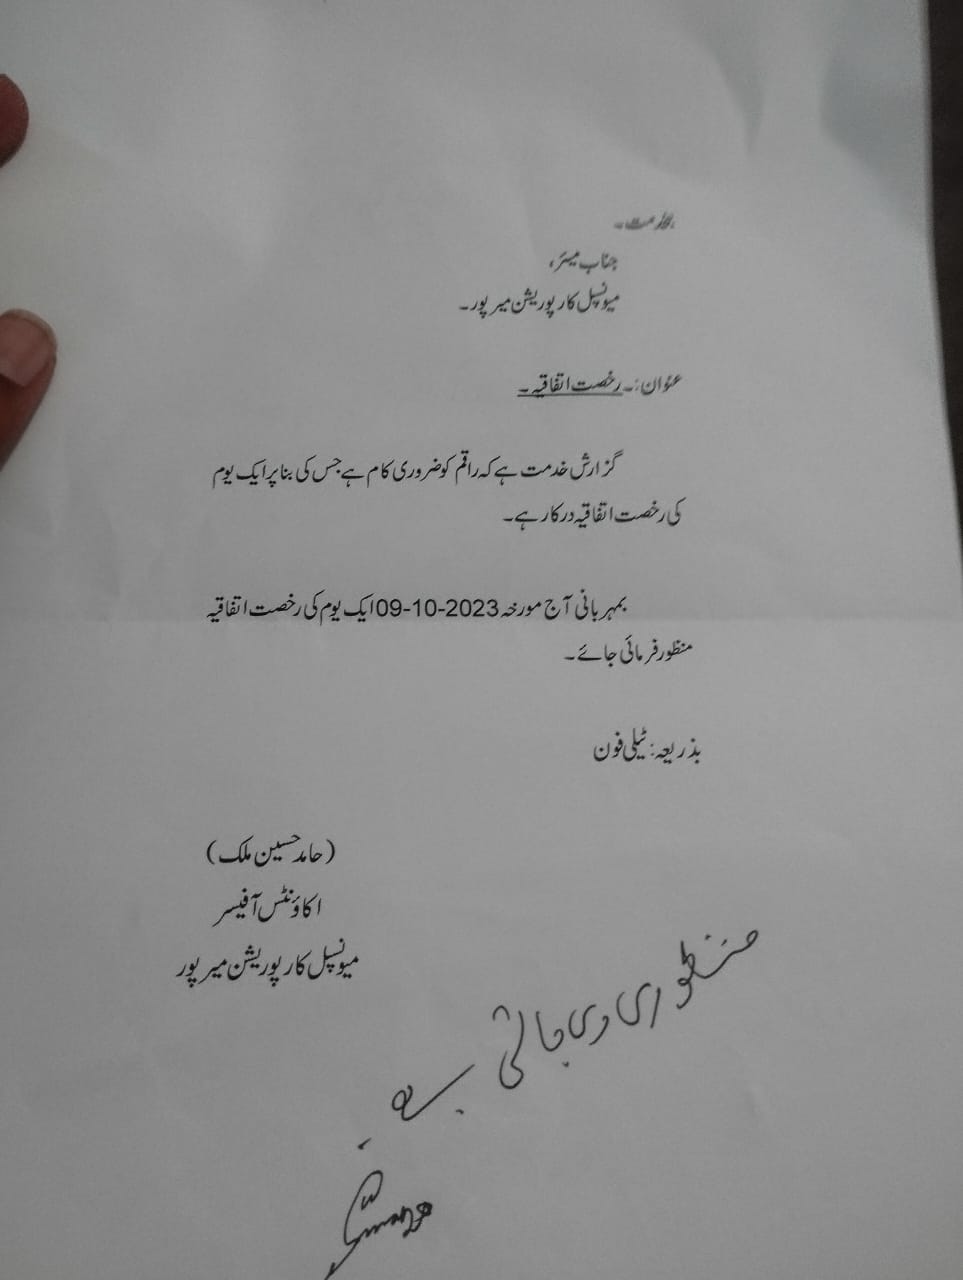 بخدمت۔
جناب میئر،
میونسپل کارپوریشن میرپور۔
عنوان:۔ رخصت اتفاقیہ۔
گزارش خدمت ہے کہ راقم کو ضروری کام ہے جس کی بنا پر ایک یوم
کی رخصت اتفاقیہ درکار ہے۔
بمہربانی آج مورخہ 09-10-2023 ایک یوم کی رخصت اتفاقیہ
منظور فرمائی جائے۔
بذریعہ: ٹیلی فون
(حامد حسین ملک)
اکاؤنٹس آفیسر
میونسپل کارپوریشن میرپور
منظوری دی جاتی ہے۔